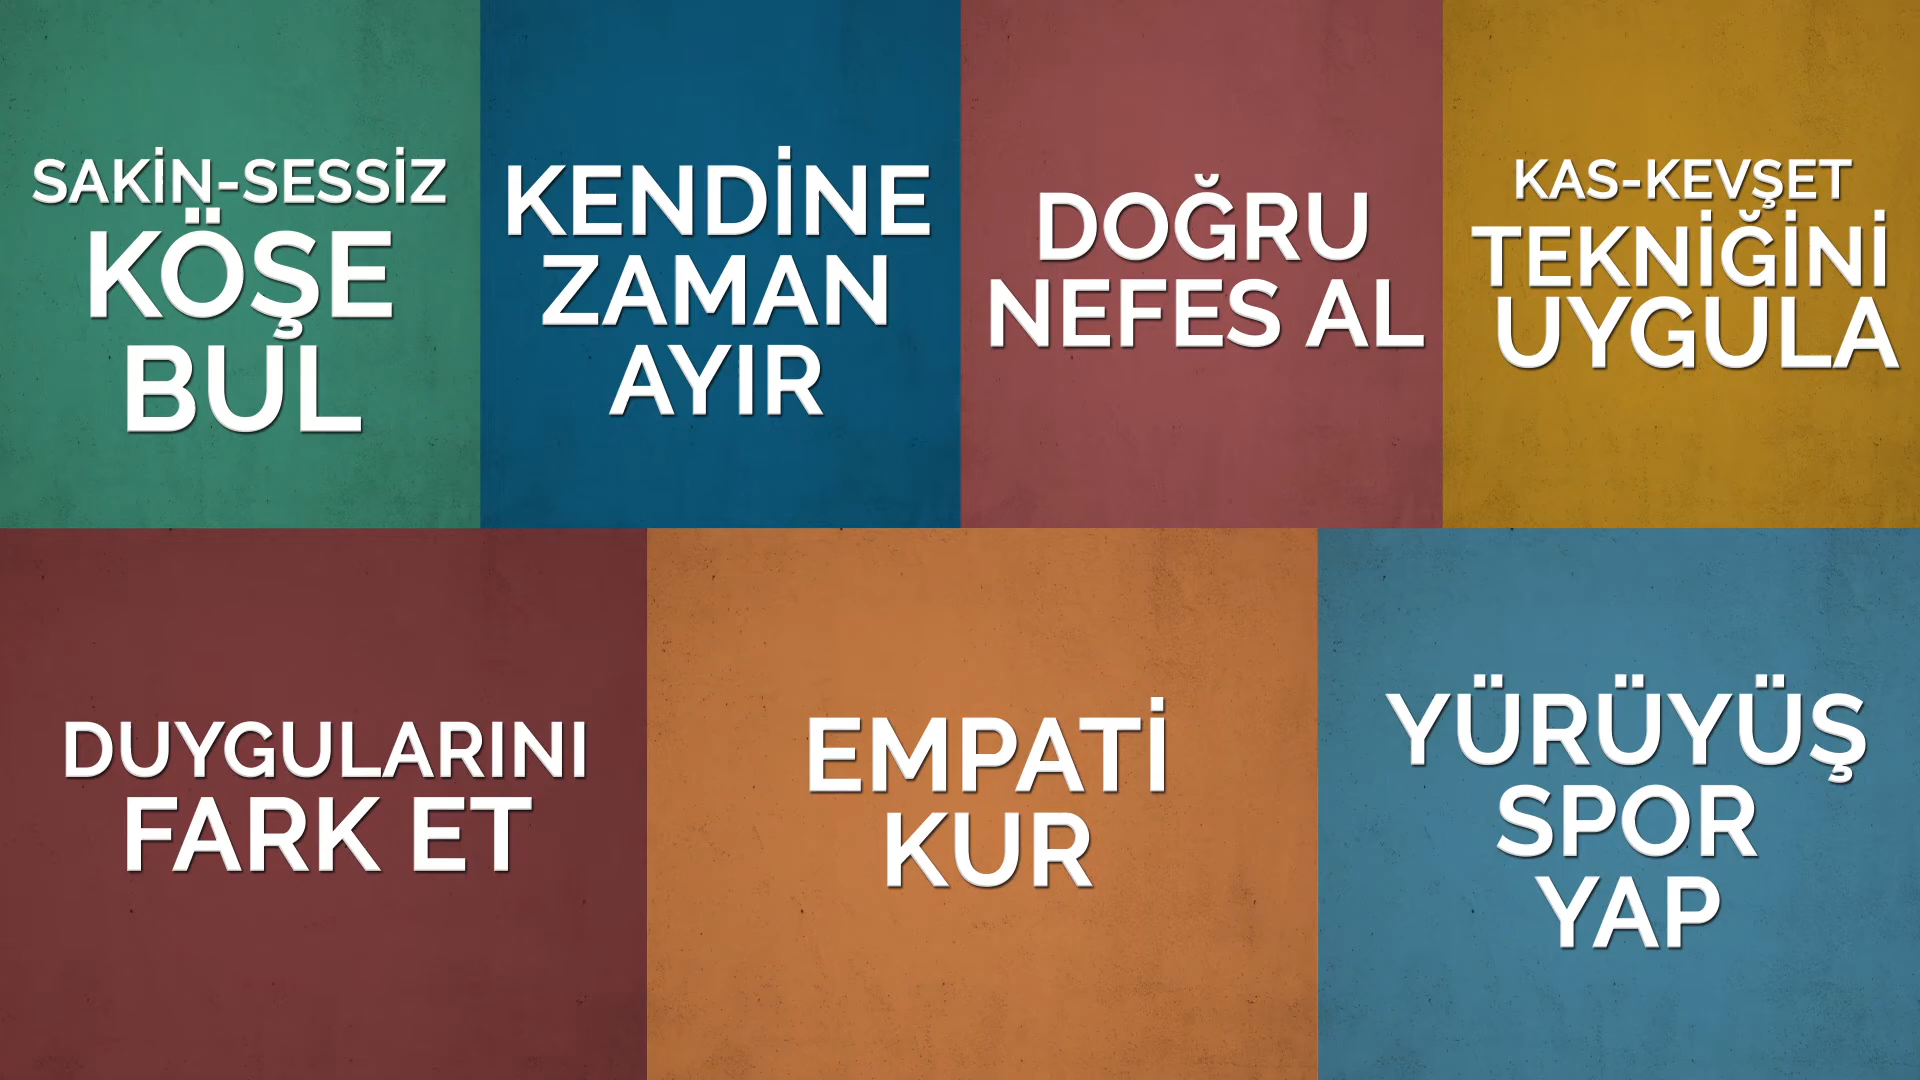 SAKİN-SESSİZ
KÖŞE
BUL
KENDİNE
ZAMAN
AYIR
DOĞRU
NEFES AL
KAS-KEVŞET
TEKNİĞİNİ
UYGULA
DUYGULARINI
FARK ET
EMPATİ
KUR
YÜRÜYÜŞ
SPOR
YAP